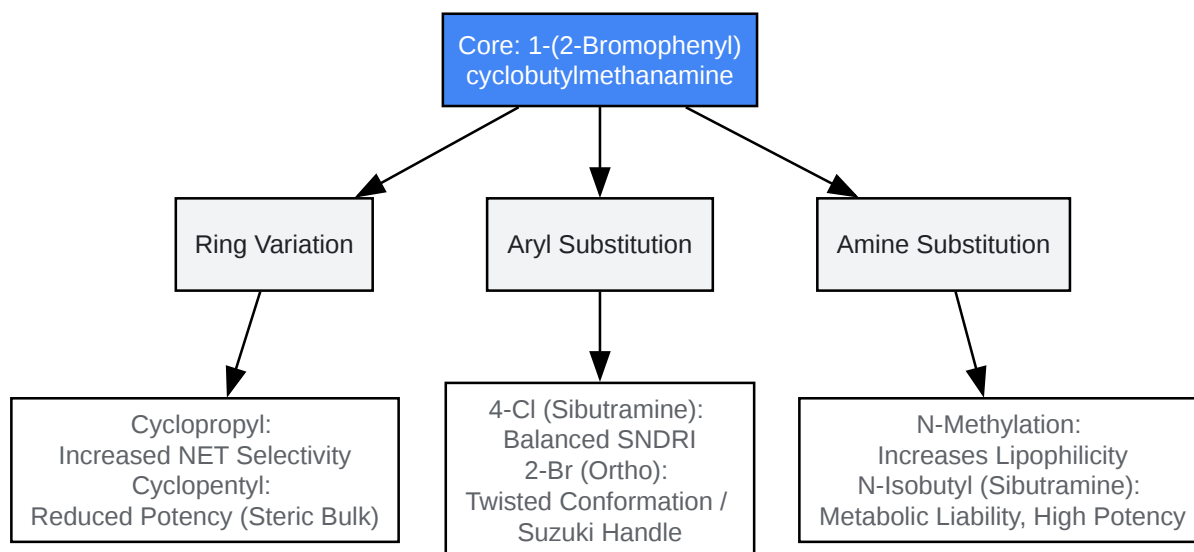 Core: 1-(2-Bromophenyl)
cyclobutylmethanamine
Ring Variation
Aryl Substitution
Amine Substitution
Cyclopropyl:
Increased NET Selectivity
Cyclopentyl:
Reduced Potency (Steric Bulk)
4-Cl (Sibutramine):
Balanced SNDRI
2-Br (Ortho):
Twisted Conformation /
Suzuki Handle
N-Methylation:
Increases Lipophilicity
N-Isobutyl (Sibutramine):
Metabolic Liability, High Potency